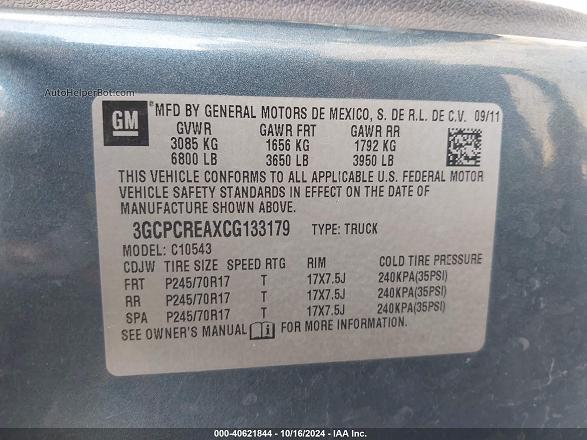 AutoHelperBot.com
GM ®MFD BY GENERAL MOTORS DE MEXICO, S. DE R.L. DE C.V. 09/11
GVWR GAWR FRT GAWR RR
3085 KG 1656 KG 1792 KG
6800 LB 3650 LB 3950 LB
THIS VEHICLE CONFORMS TO ALL APPLICABLE U.S. FEDERAL MOTOR
VEHICLE SAFETY STANDARDS IN EFFECT ON THE DATE OF
MANUFACTURE SHOWN ABOVE.
3GCPCREAXCG133179 TYPE: TRUCK
MODEL: C10543
CDJW TIRE SIZE SPEED RTG RIM COLD TIRE PRESSURE
FRT P245/70R17 T 17X7.5J 240KPA(35PSI)
RR P245/70R17 T 17X7.5J 240KPA(35PSI)
SPA P245/70R17 T 17X7.5J 240KPA(35PSI)
SEE OWNER'S MANUAL FOR MORE INFORMATION.
000-40621844 - 10/16/2024 - IAA Inc.